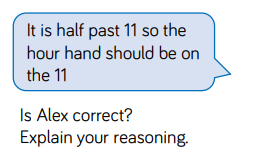 It is half past 11 so the
hour hand should be on
the 11
Is Alex correct?
Explain your reasoning.